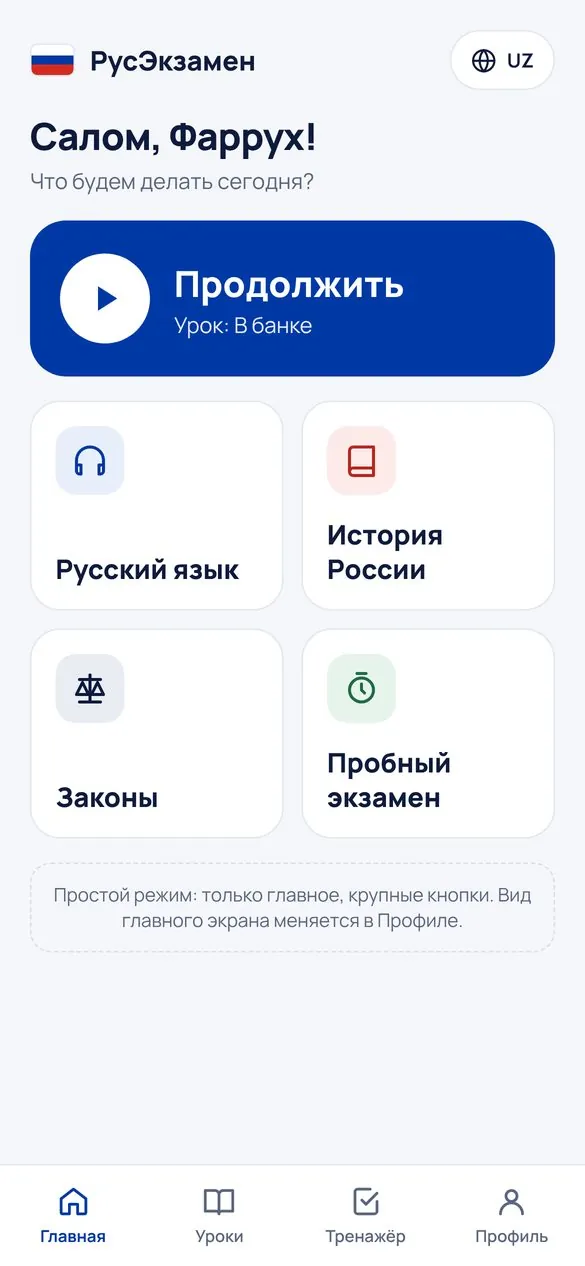 РусЭкзамен
UZ
Салом, Фаррух!
Что будем делать сегодня?
Продолжить
Урок: В банке
Русский язык
История
России
Законы
Пробный
экзамен
Простой режим: только главное, крупные кнопки. Вид
главного экрана меняется в Профиле.
Главная
Уроки
Тренажёр
Профиль